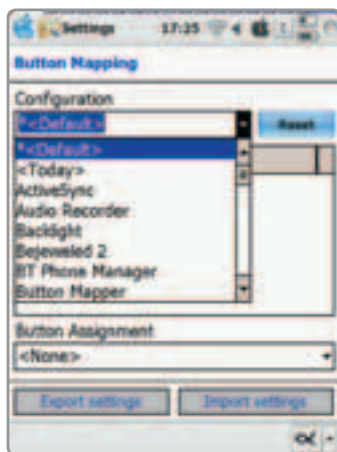 Settings 17:25
Button Mapping
Configuration
*<Default>
Reset
*<Default>
<Today>
ActiveSync
Audio Recorder
Backlight
Bejeweled 2
BT Phone Manager
Button Mapper
Button Assignment
<None>
Export settings Import settings